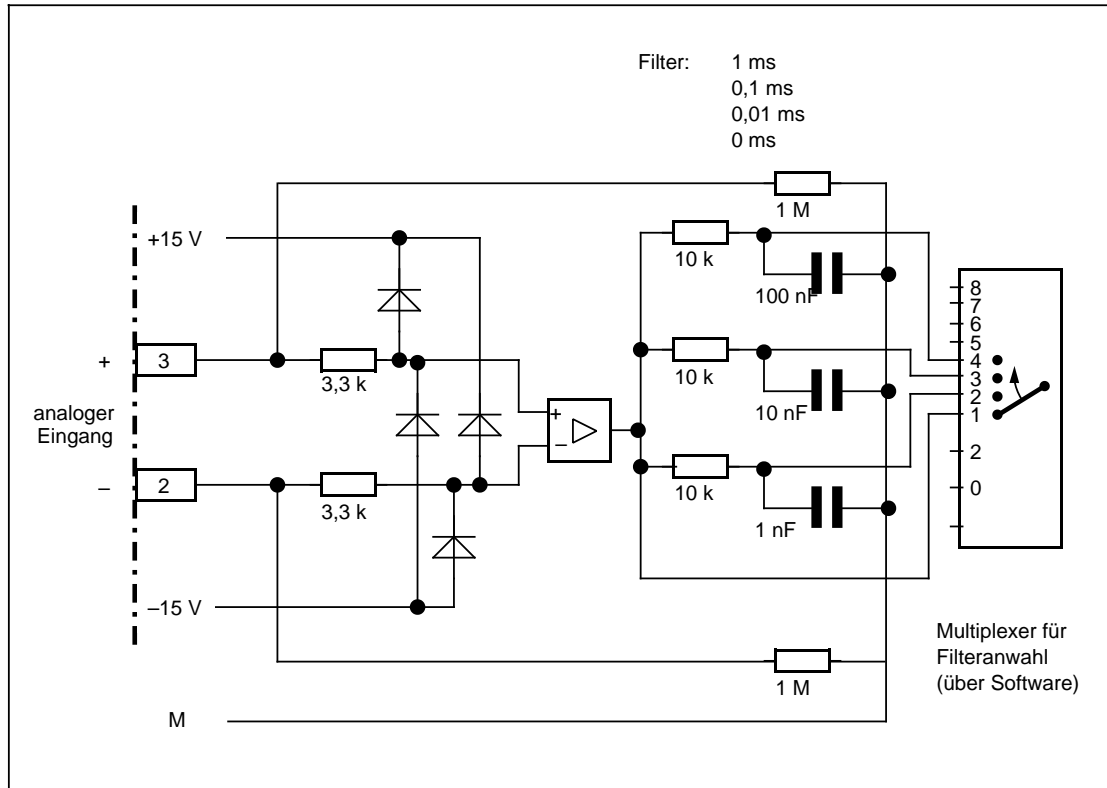 Filter: 1 ms
0,1 ms
0,01 ms
0 ms
1 M
+15 V
10 k
100 nF
8
7
6
5
4
3
2
1
2
0
+
3
3,3 k
10 k
10 nF
analoger
Eingang
+
–
–
2
3,3 k
10 k
1 nF
–15 V
Multiplexer für
Filteranwahl
(über Software)
1 M
M